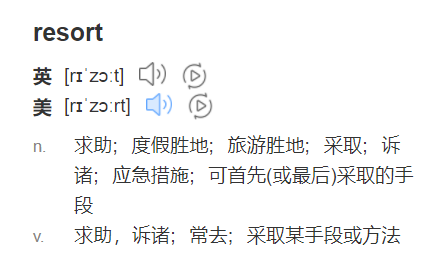 resort
英 [rɪˈzɔːt]
美 [rɪˈzɔːrt]
n. 求助；度假胜地；旅游胜地；采取；诉
诸；应急措施；可首先(或最后)采取的手
段
v. 求助，诉诸；常去；采取某手段或方法